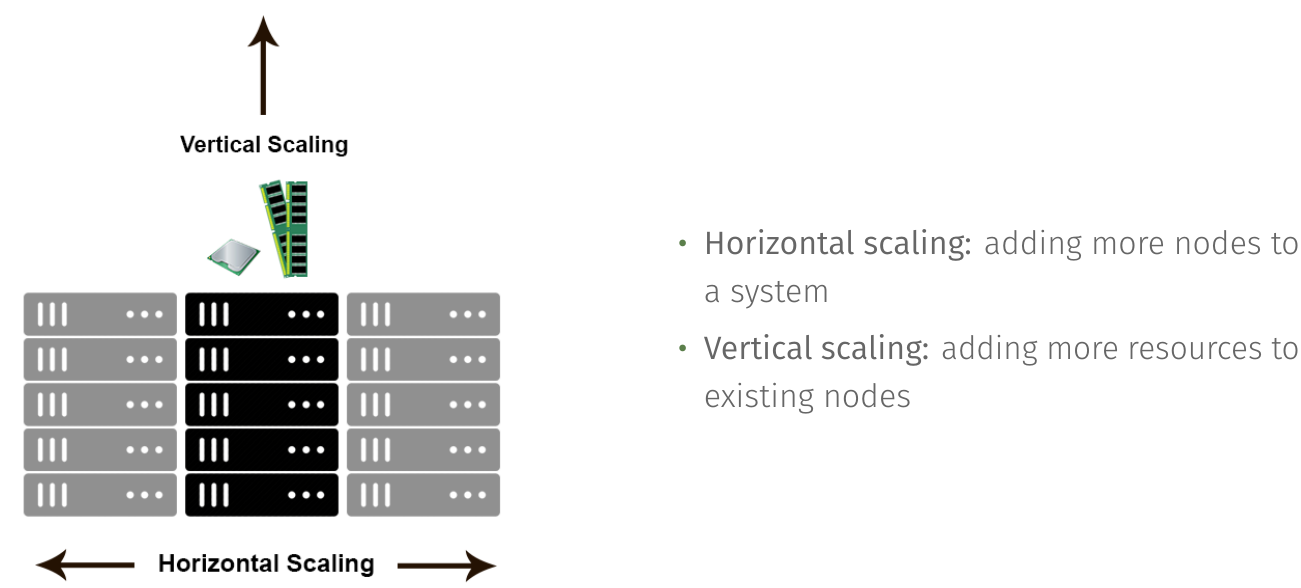 Vertical Scaling
Horizontal Scaling
• Horizontal scaling: adding more nodes to
a system
• Vertical scaling: adding more resources to
existing nodes